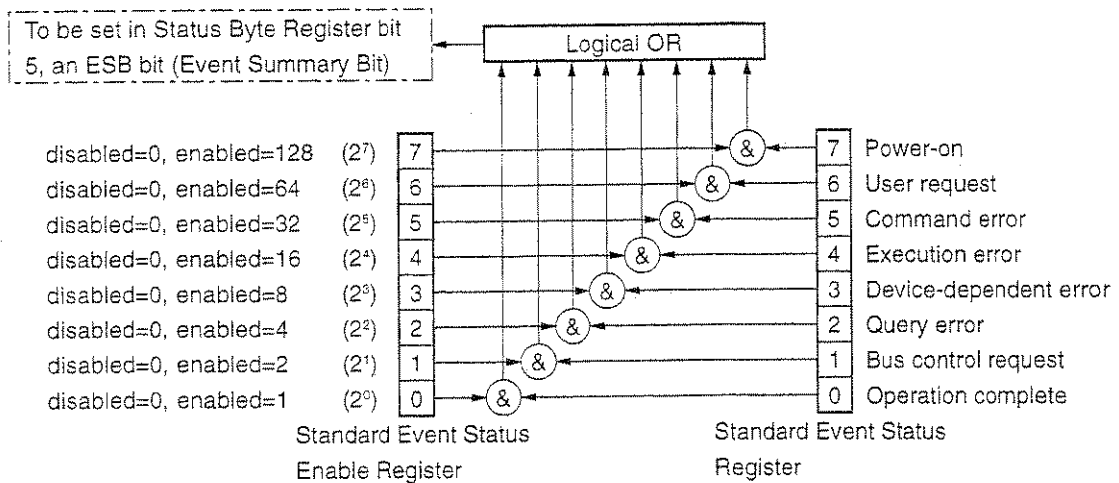 To be set in Status Byte Register bit
5, an ESB bit (Event Summary Bit)
Logical OR
disabled=0, enabled=128 (2⁷) 7 & 7 Power-on
disabled=0, enabled=64 (2⁶) 6 & 6 User request
disabled=0, enabled=32 (2⁵) 5 & 5 Command error
disabled=0, enabled=16 (2⁴) 4 & 4 Execution error
disabled=0, enabled=8 (2³) 3 & 3 Device-dependent error
disabled=0, enabled=4 (2²) 2 & 2 Query error
disabled=0, enabled=2 (2¹) 1 & 1 Bus control request
disabled=0, enabled=1 (2⁰) 0 & 0 Operation complete
Standard Event Status
Enable Register
Standard Event Status
Register